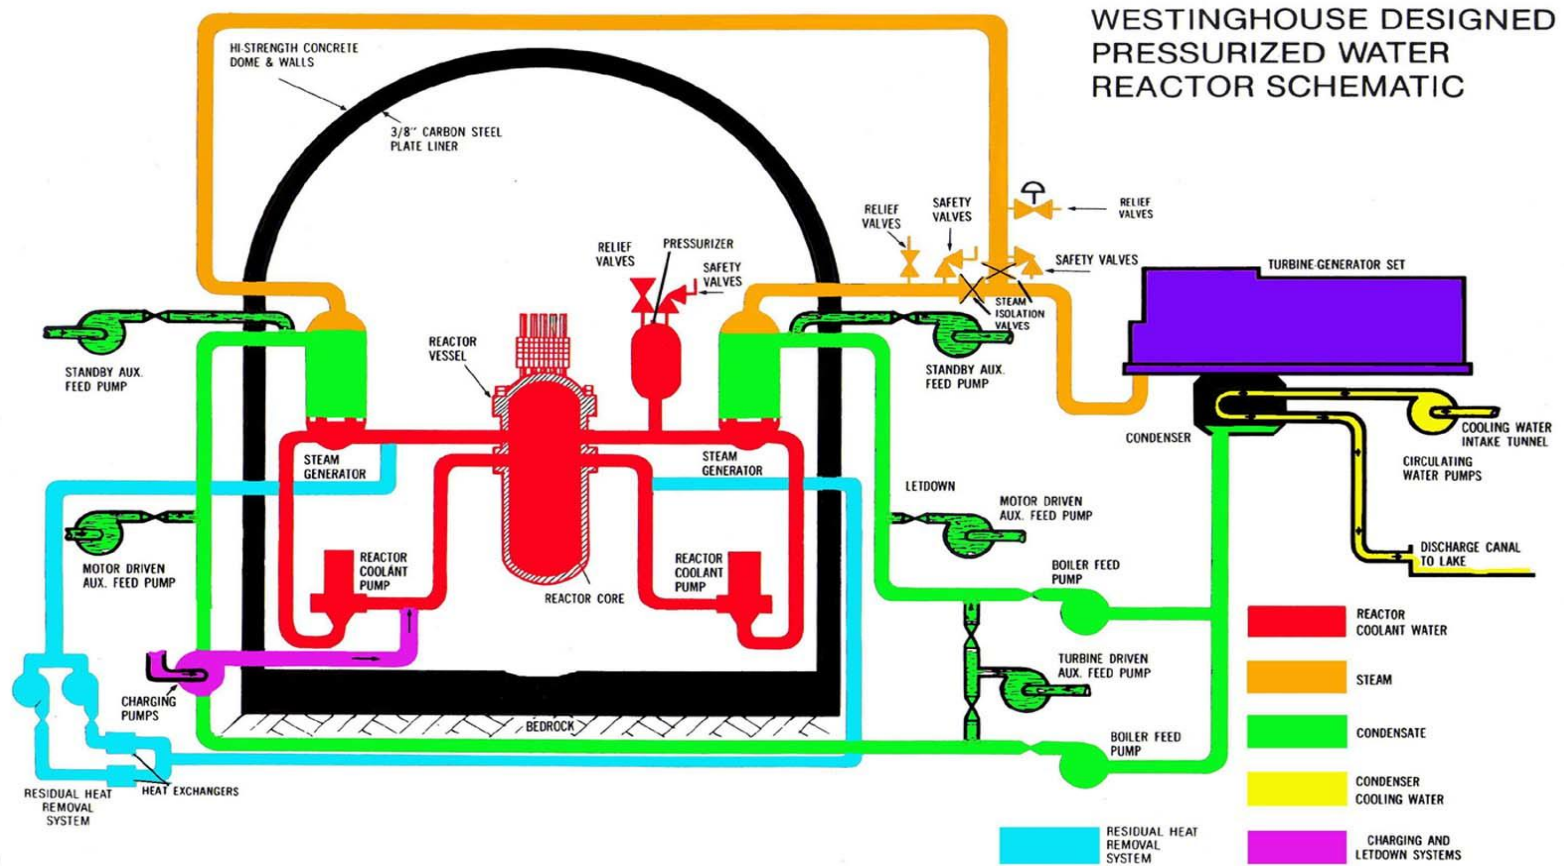 WESTINGHOUSE DESIGNED
PRESSURIZED WATER
REACTOR SCHEMATIC
HI-STRENGTH CONCRETE
DOME & WALLS
3/8" CARBON STEEL
PLATE LINER
RELIEF
VALVES
SAFETY
VALVES
RELIEF
VALVES
SAFETY VALVES
STEAM
ISOLATION
VALVES
TURBINE-GENERATOR SET
RELIEF
VALVES
PRESSURIZER
SAFETY
VALVES
REACTOR
VESSEL
STANDBY AUX.
FEED PUMP
STANDBY AUX.
FEED PUMP
CONDENSER
COOLING WATER
INTAKE TUNNEL
CIRCULATING
WATER PUMPS
STEAM
GENERATOR
STEAM
GENERATOR
LETDOWN
MOTOR DRIVEN
AUX. FEED PUMP
MOTOR DRIVEN
AUX. FEED PUMP
REACTOR
COOLANT
PUMP
REACTOR
COOLANT
PUMP
REACTOR CORE
BOILER FEED
PUMP
DISCHARGE CANAL
TO LAKE
TURBINE DRIVEN
AUX. FEED PUMP
CHARGING
PUMPS
BEDROCK
BOILER FEED
PUMP
HEAT EXCHANGERS
RESIDUAL HEAT
REMOVAL
SYSTEM
REACTOR
COOLANT WATER
STEAM
CONDENSATE
CONDENSER
COOLING WATER
RESIDUAL HEAT
REMOVAL
SYSTEM
CHARGING AND
LETDOWN SYSTEMS